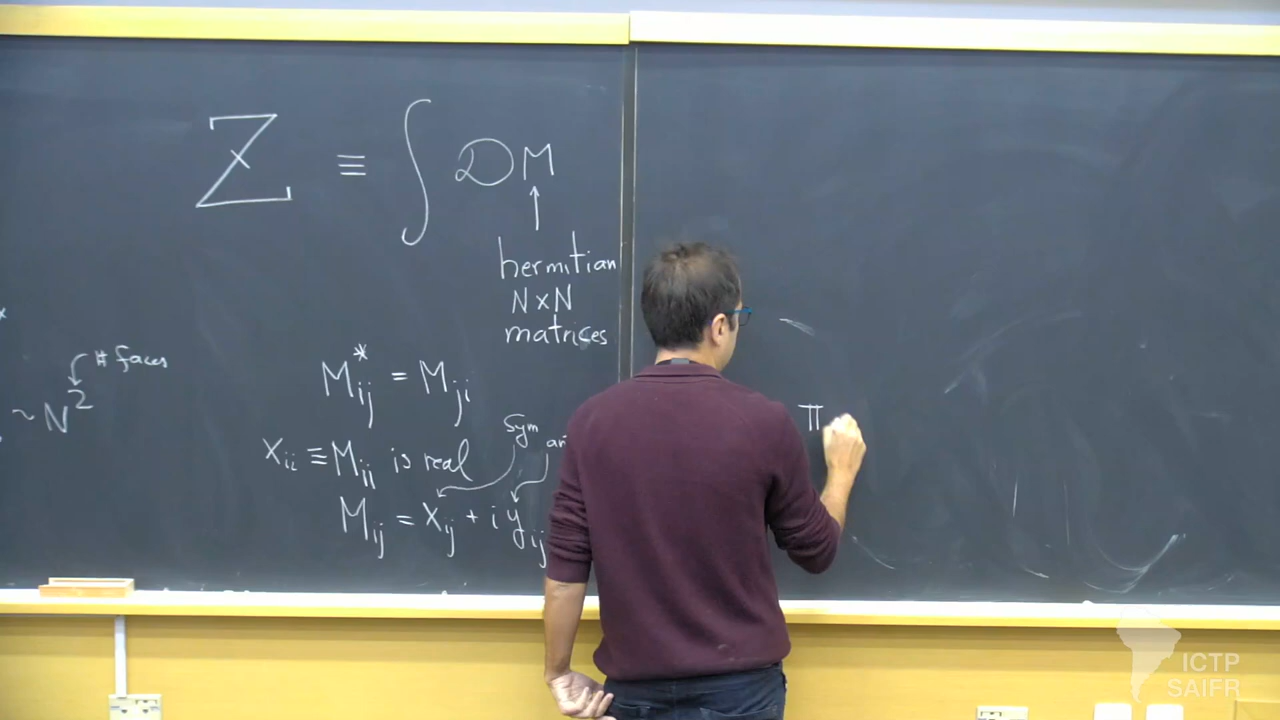 Z ≡ ∫ DM
↑
hermitian
N×N
matrices
# faces
~ N²
M*ᵢⱼ = Mⱼᵢ
sym
Xᵢᵢ ≡ Mᵢᵢ is real
Mᵢⱼ = Xᵢⱼ + i yᵢⱼ
π
ICTP
SAIFR